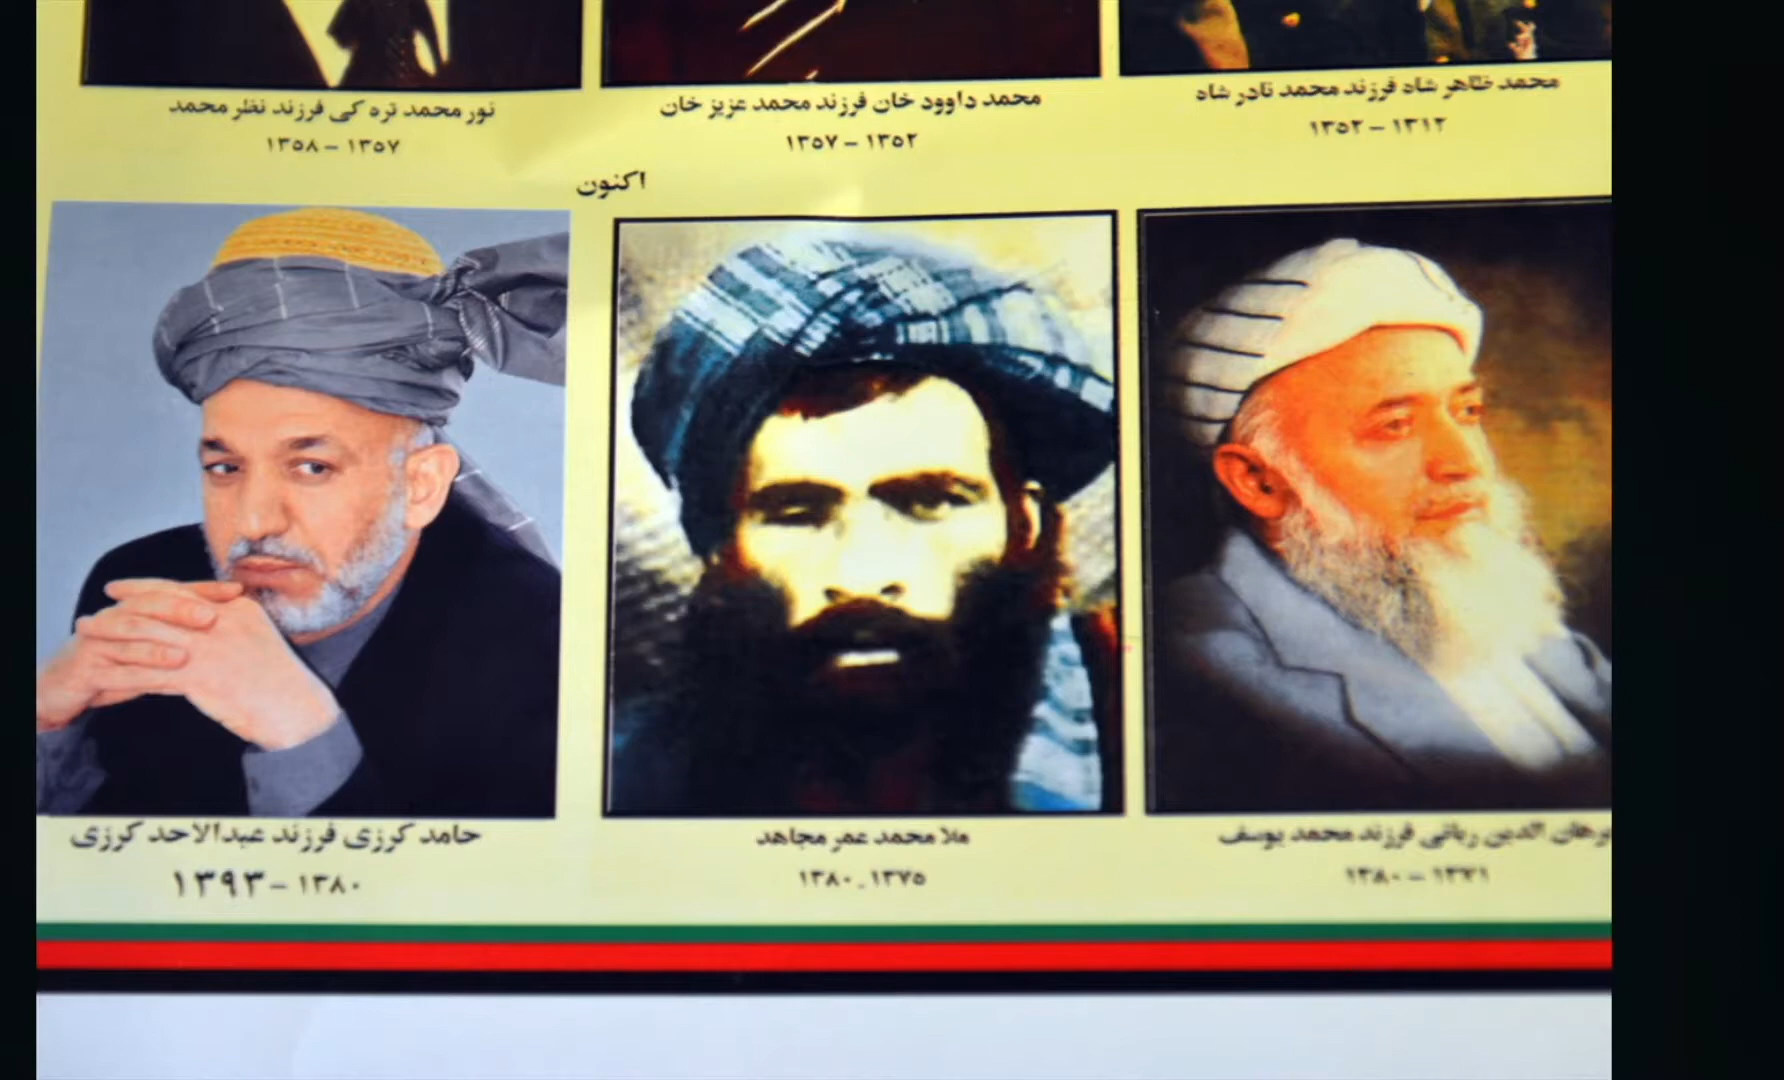 محمد ظاهر شاه فرزند محمد نادر شاه
۱۳۱۲ – ۱۳۵۲
محمد داوود خان فرزند محمد عزیز خان
۱۳۵۲ – ۱۳۵۷
نور محمد تره کی فرزند نظر محمد
۱۳۵۷ – ۱۳۵۸
اکنون
برهان الدین ربانی فرزند محمد یوسف
۱۳۷۱ – ۱۳۸۰
ملا محمد عمر مجاهد
۱۳۷۵ - ۱۳۸۰
حامد کرزی فرزند عبدالاحد کرزی
۱۳۸۰ – ۱۳۹۳